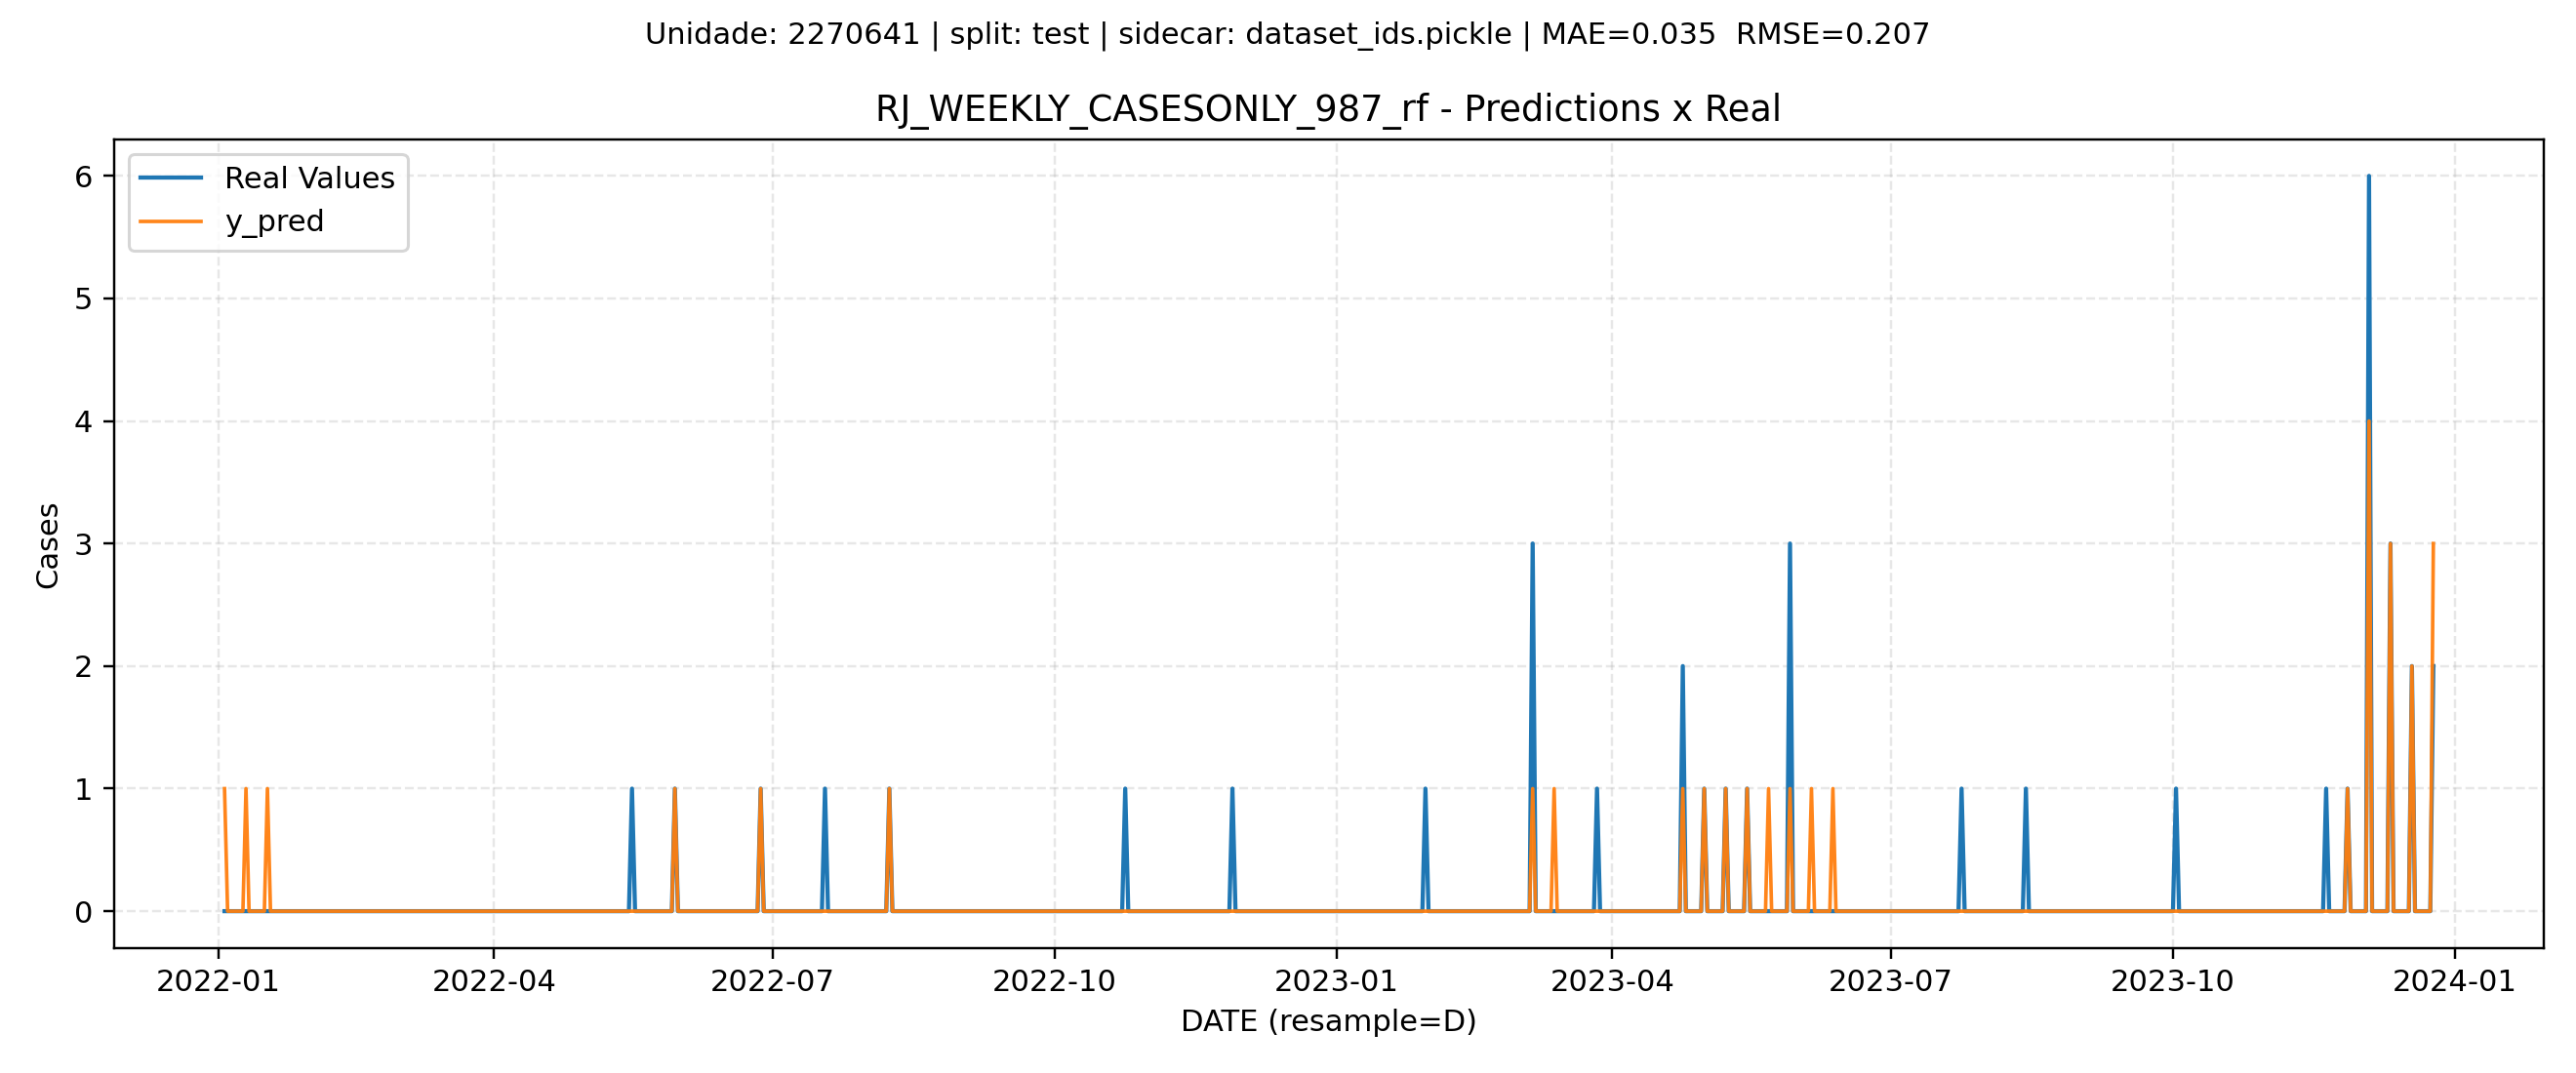 Unidade: 2270641 | split: test | sidecar: dataset_ids.pickle | MAE=0.035  RMSE=0.207
RJ_WEEKLY_CASESONLY_987_rf - Predictions x Real
Real Values
y_pred
Cases
6
5
4
3
2
1
0
2022-01 2022-04 2022-07 2022-10 2023-01 2023-04 2023-07 2023-10 2024-01
DATE (resample=D)